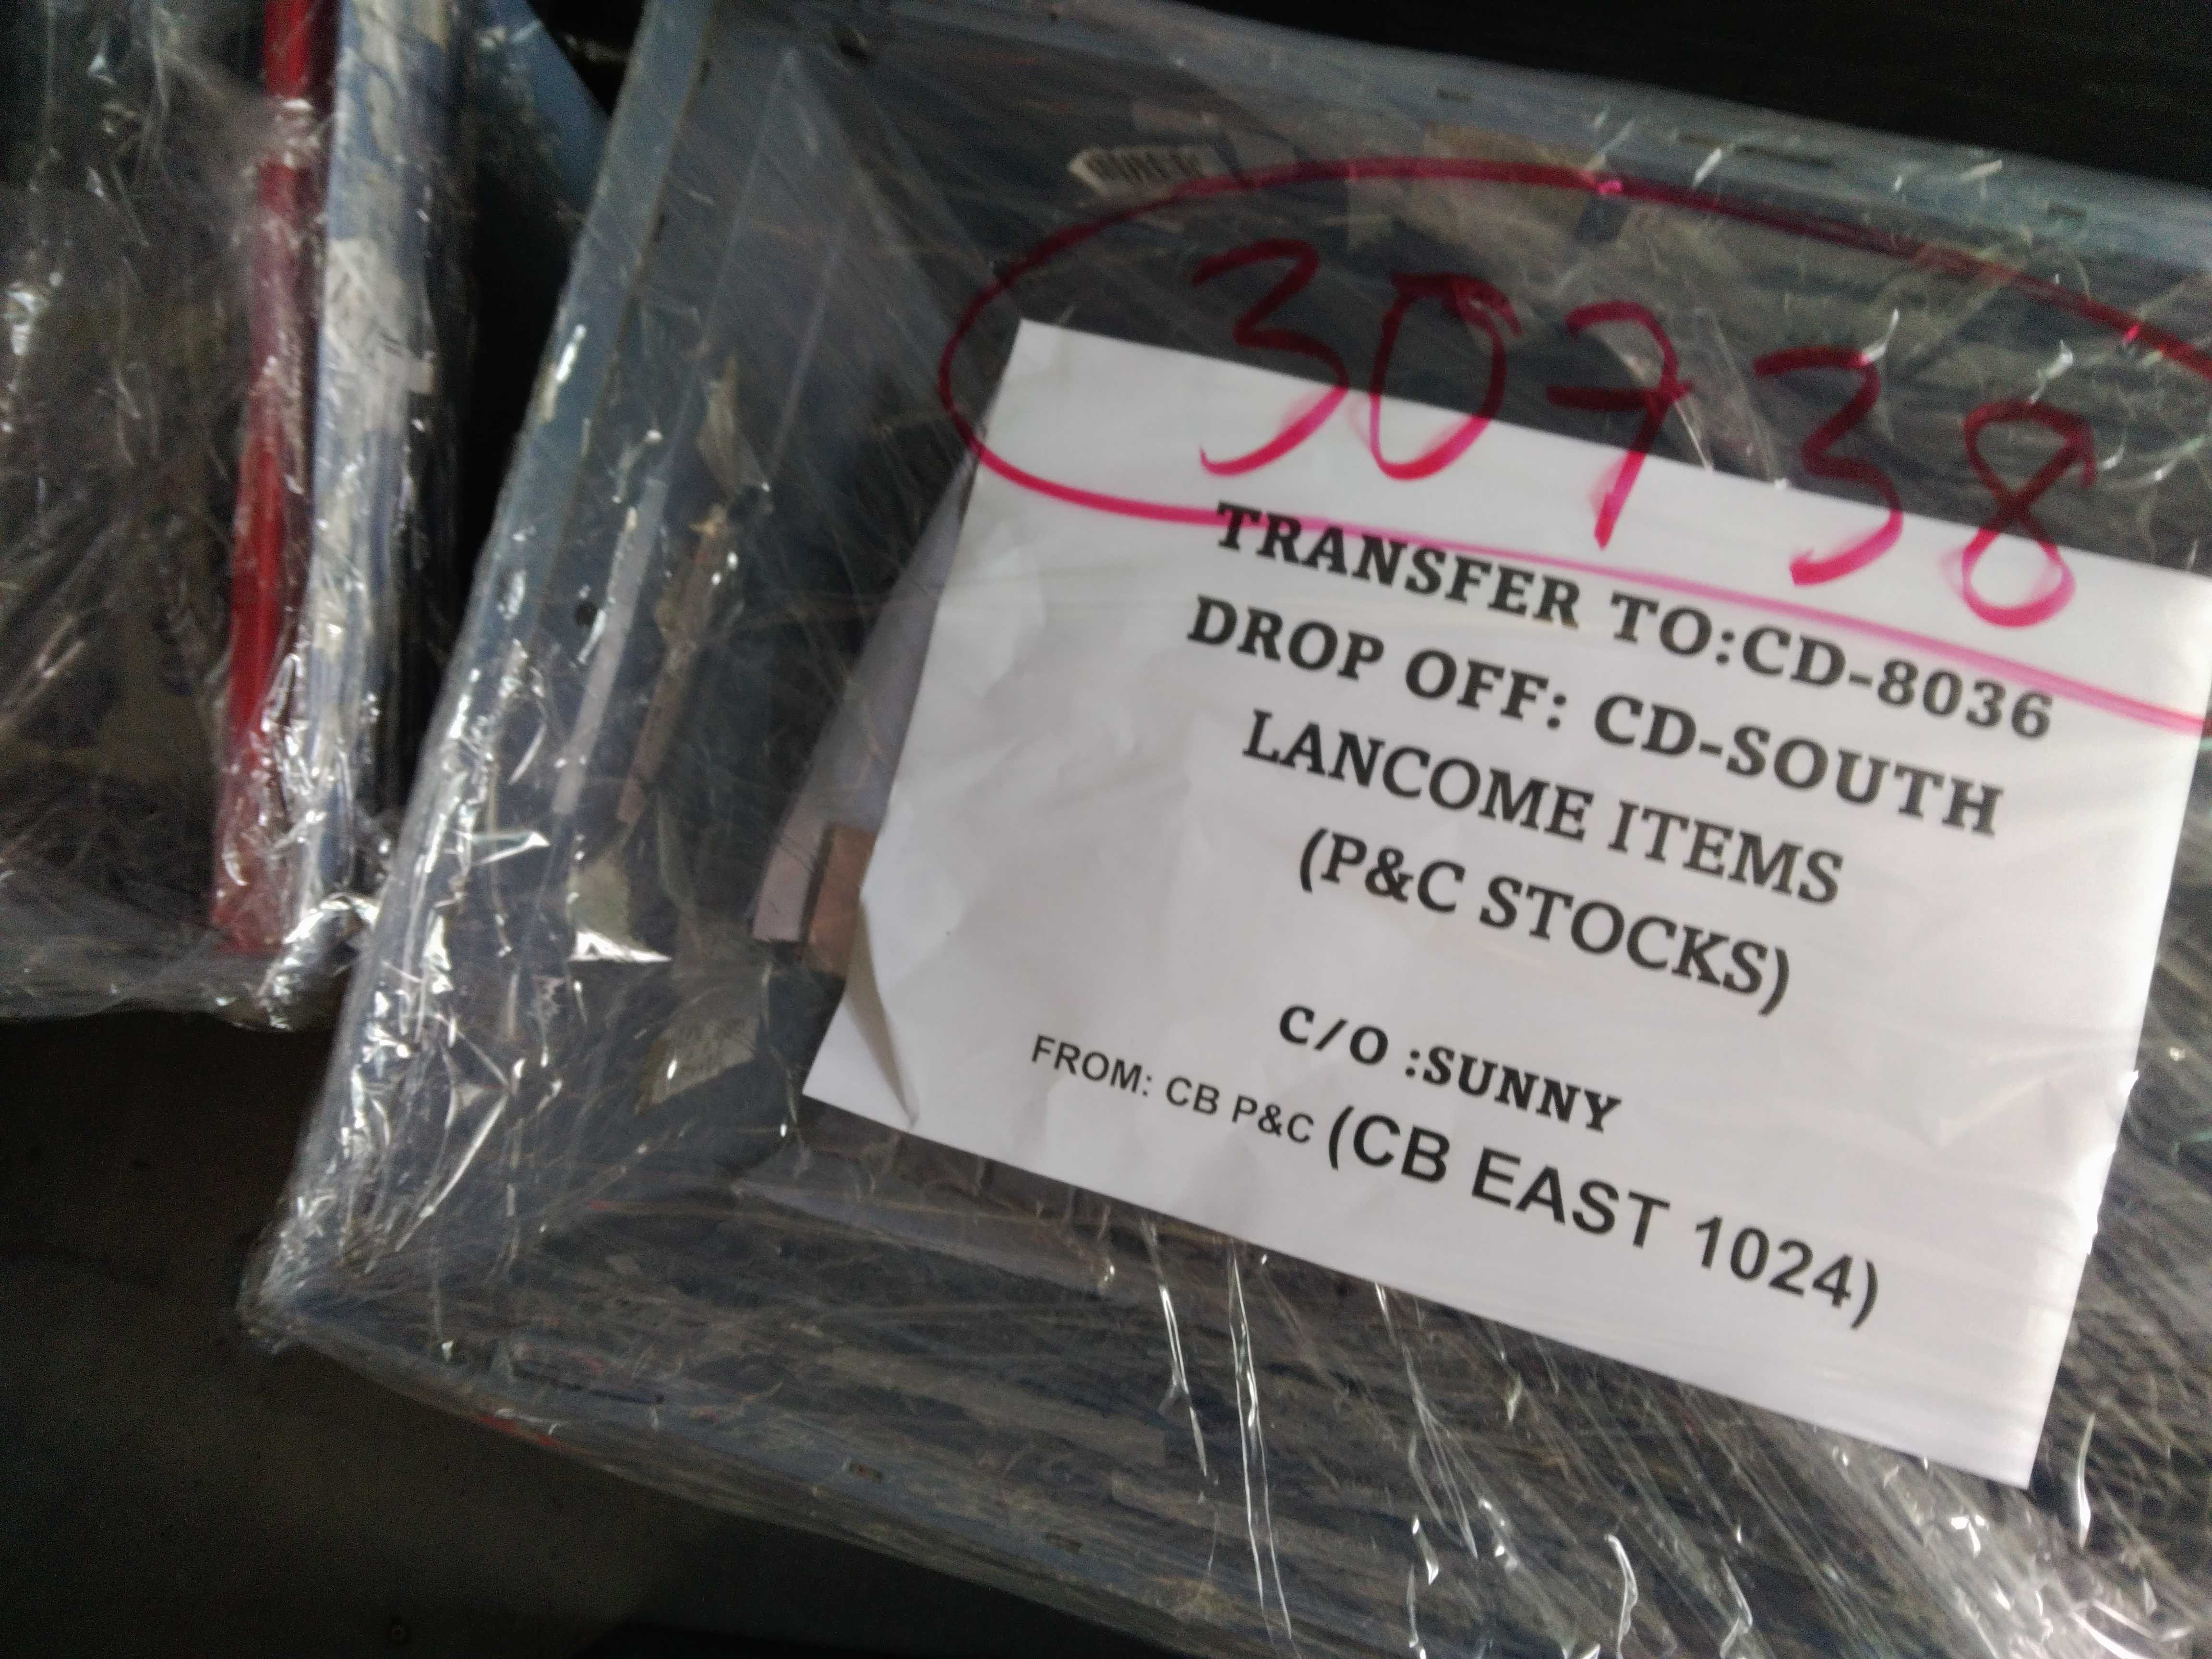 30738
TRANSFER TO:CD-8036
DROP OFF: CD-SOUTH
LANCOME ITEMS
(P&C STOCKS)
C/O :SUNNY
FROM: CB P&C (CB EAST 1024)